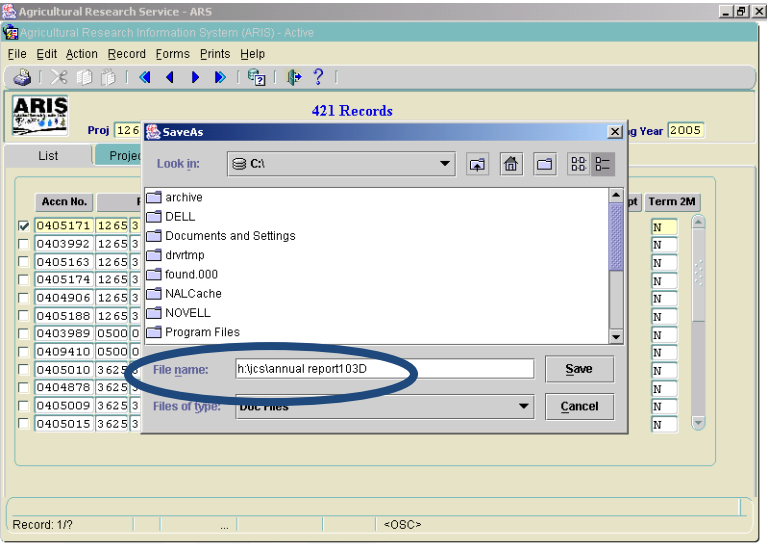 Agricultural Research Service - ARS
Agricultural Research Information System (ARIS) - Active
File Edit Action Record Forms Prints Help
ARIS
421 Records
Proj 126
ng Year 2005
SaveAs
Look in: C:\
List Projec
archive
Accn No. pt Term 2M
DELL
0405171 1265 3 N
Documents and Settings
0403992 1265 3 N
drvrtmp
0405163 1265 3 N
found.000
0405174 1265 3 N
NALCache
0404906 1265 3 N
NOVELL
0405188 1265 3 N
Program Files
0403989 0500 0 N
0409410 0500 0 N
File name: h:\jcs\annual report103D Save
0405010 3625 3 N
0404878 3625 3 N
Files of type: Doc Files Cancel
0405009 3625 3 N
0405015 3625 3 N
Record: 1/? ... <OSC>